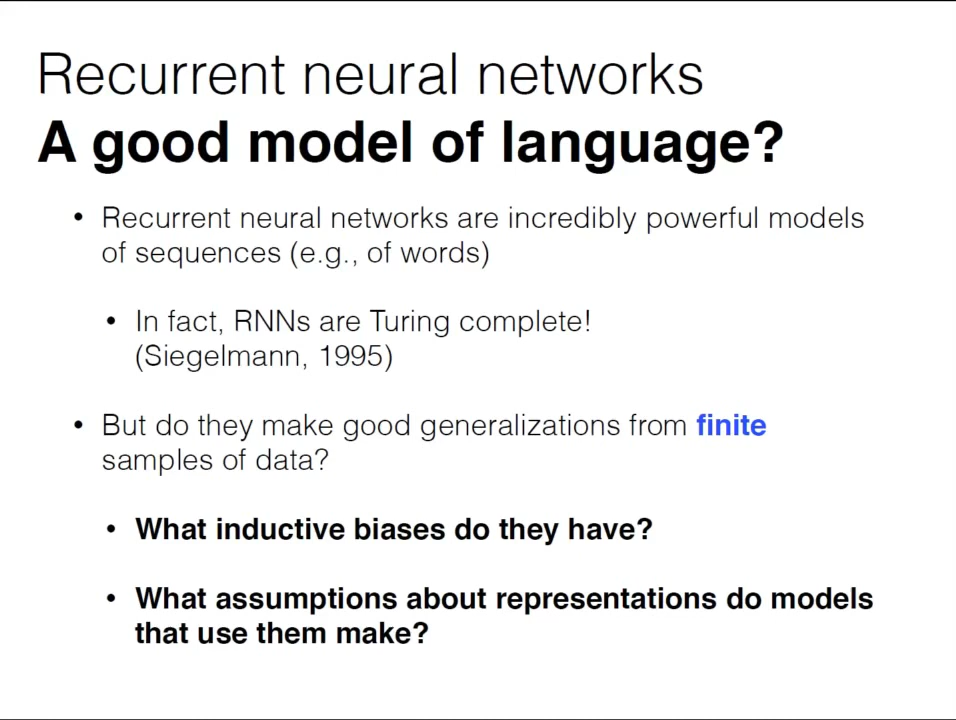 Recurrent neural networks
A good model of language?
• Recurrent neural networks are incredibly powerful models
of sequences (e.g., of words)
• In fact, RNNs are Turing complete!
(Siegelmann, 1995)
• But do they make good generalizations from finite
samples of data?
• What inductive biases do they have?
• What assumptions about representations do models
that use them make?